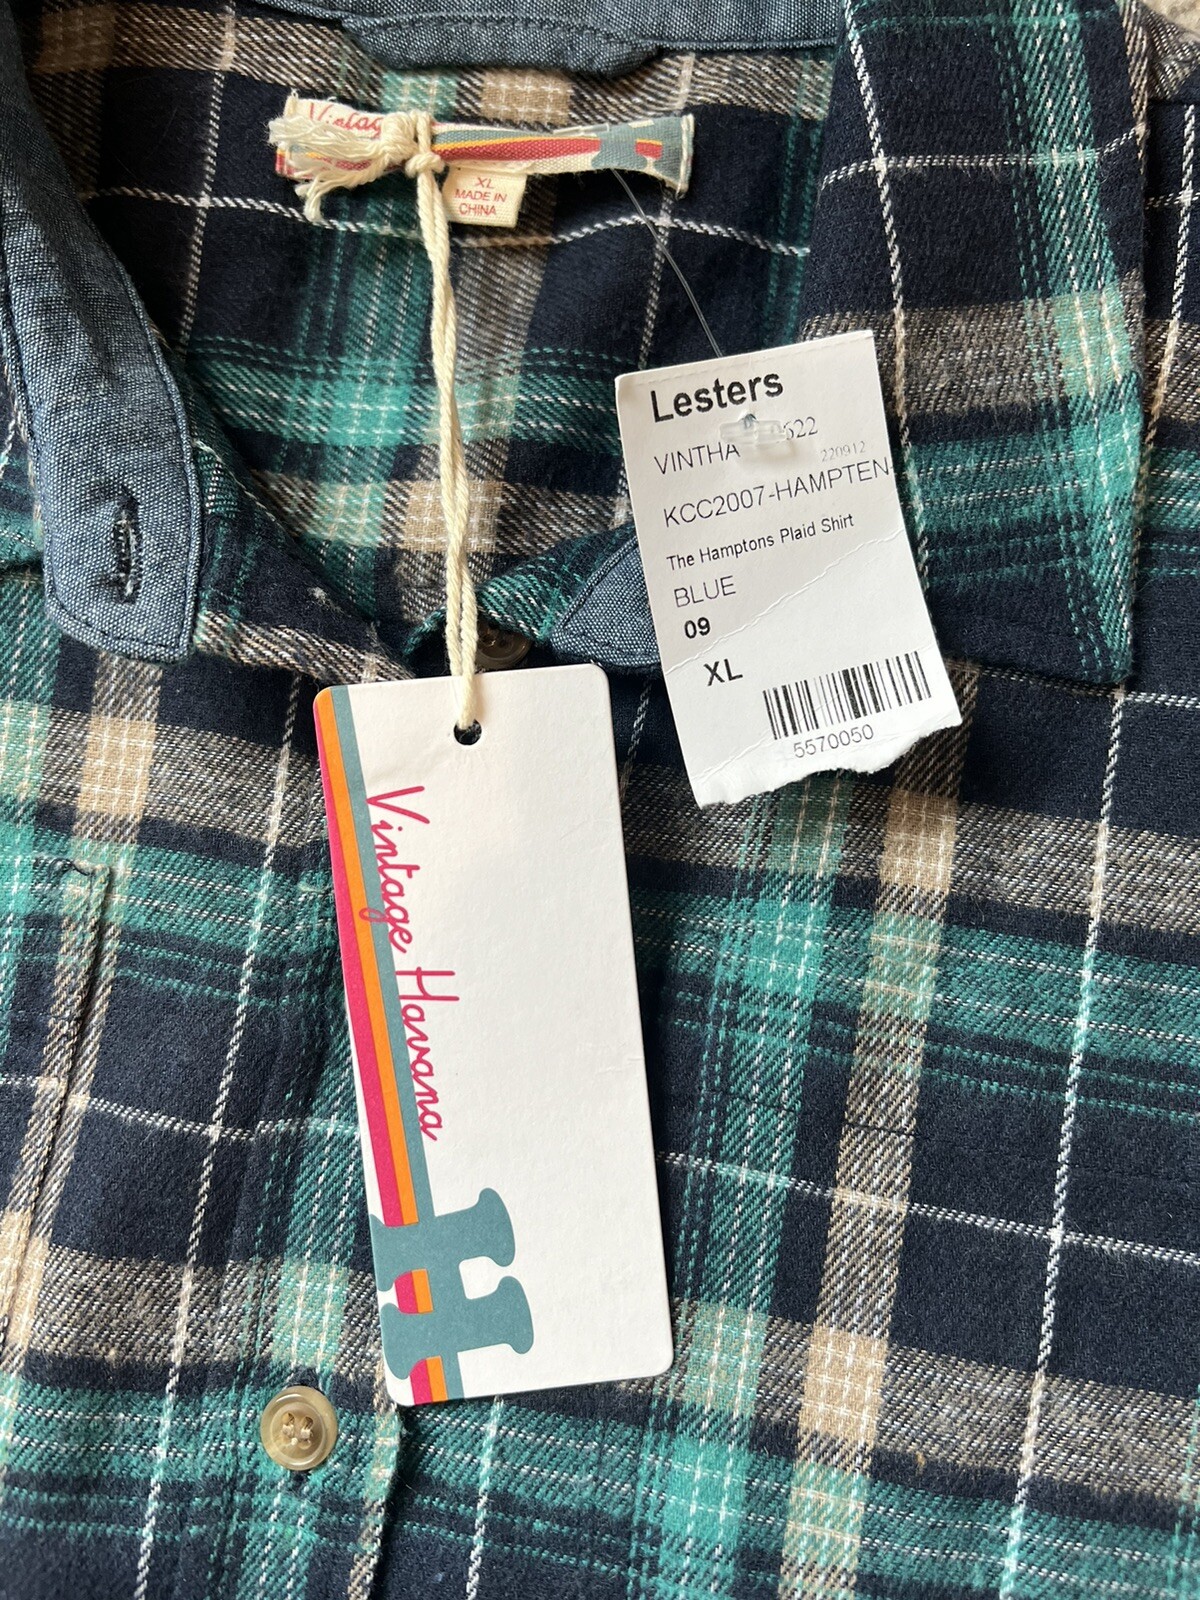 XL
MADE IN
CHINA
Lesters
VINTHA
220912
KCC2007-HAMPTEN
The Hamptons Plaid Shirt
BLUE
09
XL
5570050
Vintage Havana
H